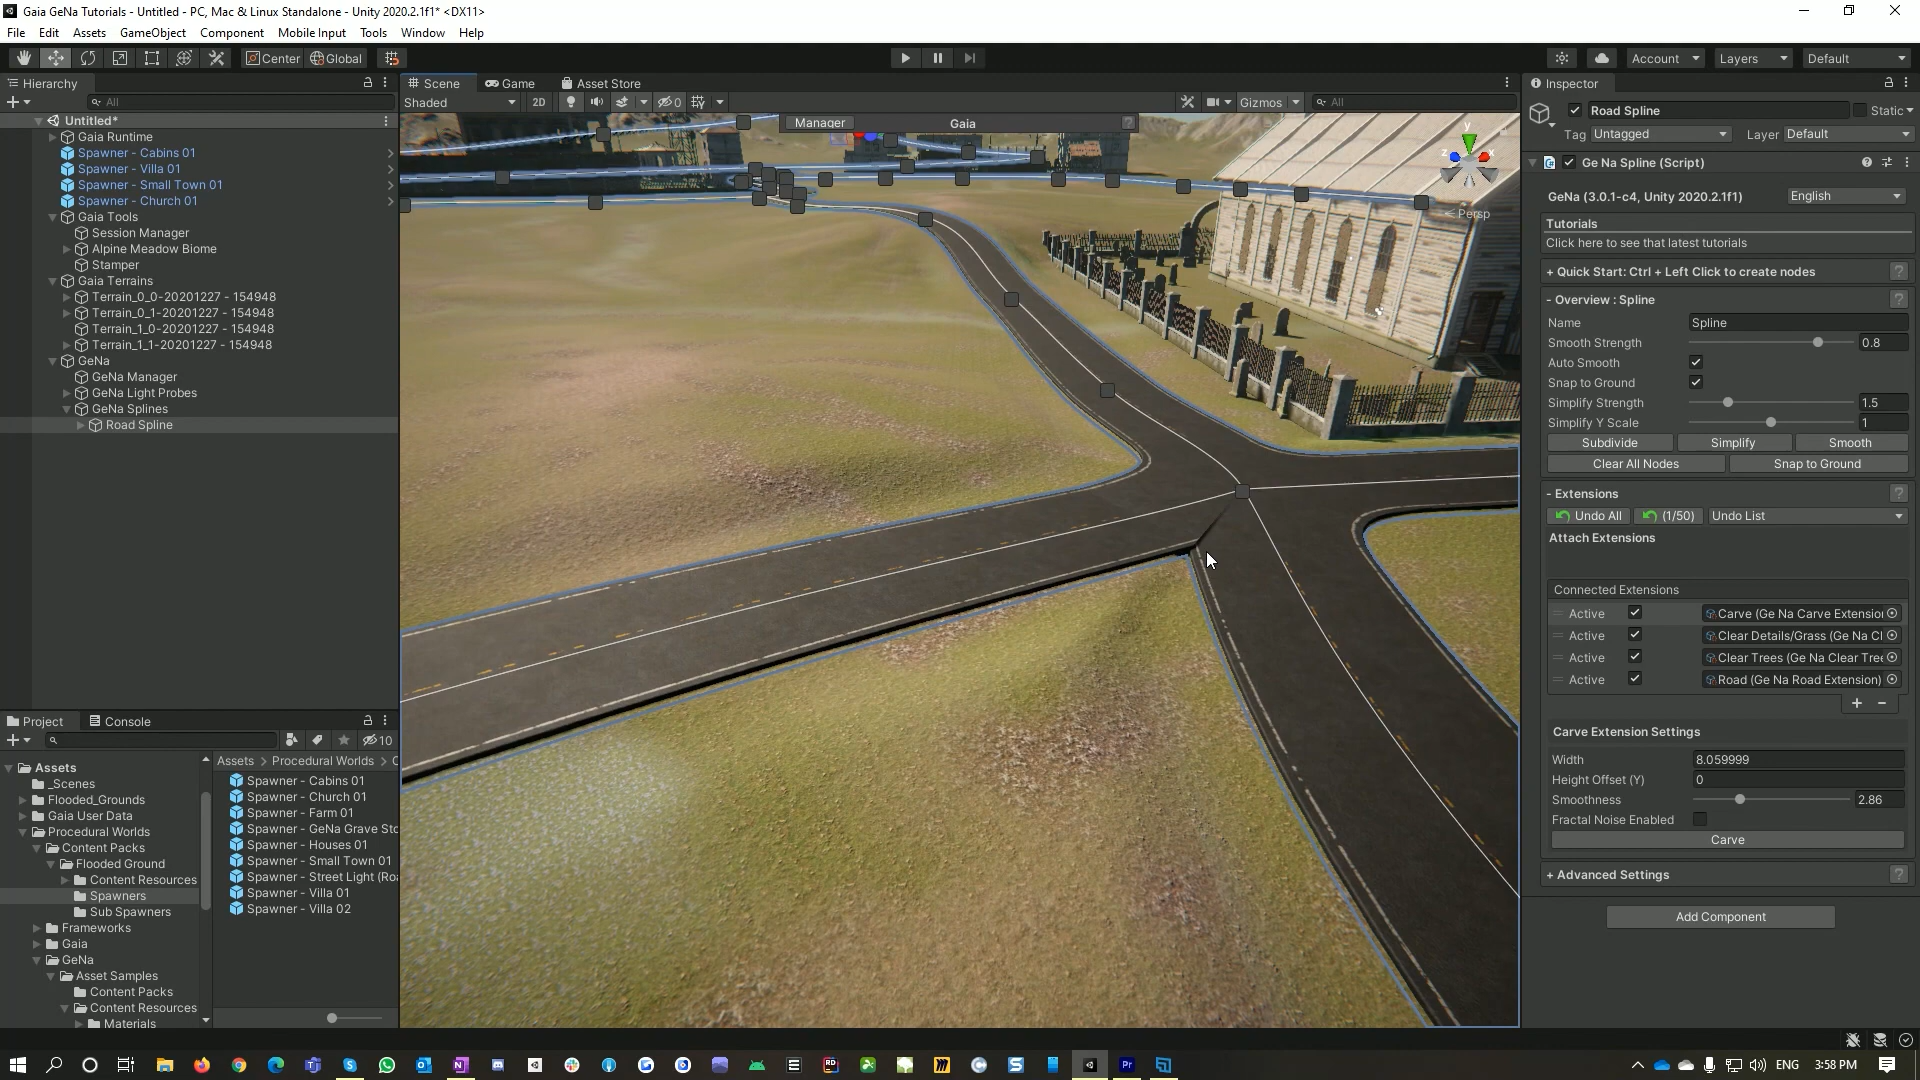 Gaia GeNa Tutorials - Untitled - PC, Mac & Linux Standalone - Unity 2020.2.1f1* <DX11>
File Edit Assets GameObject Component Mobile Input Tools Window Help
Center Global Account Layers Default
Hierarchy
All
Untitled*
Gaia Runtime
Spawner - Cabins 01
Spawner - Villa 01
Spawner - Small Town 01
Spawner - Church 01
Gaia Tools
Session Manager
Alpine Meadow Biome
Stamper
Gaia Terrains
Terrain_0_0-20201227 - 154948
Terrain_0_1-20201227 - 154948
Terrain_1_0-20201227 - 154948
Terrain_1_1-20201227 - 154948
GeNa
GeNa Manager
GeNa Light Probes
GeNa Splines
Road Spline
Scene Game Asset Store
Shaded 2D 0 Gizmos All
Manager Gaia ?
y
z x
< Persp
Inspector
Road Spline Static
Tag Untagged Layer Default
Ge Na Spline (Script)
GeNa (3.0.1-c4, Unity 2020.2.1f1) English
Tutorials
Click here to see that latest tutorials
+ Quick Start: Ctrl + Left Click to create nodes ?
- Overview : Spline ?
Name Spline
Smooth Strength 0.8
Auto Smooth
Snap to Ground
Simplify Strength 1.5
Simplify Y Scale 1
Subdivide Simplify Smooth
Clear All Nodes Snap to Ground
- Extensions ?
Undo All (1/50) Undo List
Attach Extensions
Connected Extensions
Active Carve (Ge Na Carve Extension
Active Clear Details/Grass (Ge Na Cl
Active Clear Trees (Ge Na Clear Tree
Active Road (Ge Na Road Extension)
+ -
Carve Extension Settings
Width 8.059999
Height Offset (Y) 0
Smoothness 2.86
Fractal Noise Enabled
Carve
+ Advanced Settings ?
Add Component
Project Console
10
Assets
_Scenes
Flooded_Grounds
Gaia User Data
Procedural Worlds
Content Packs
Flooded Ground
Content Resources
Spawners
Sub Spawners
Frameworks
Gaia
GeNa
Asset Samples
Content Packs
Content Resources
Materials
Assets > Procedural Worlds > C
Spawner - Cabins 01
Spawner - Church 01
Spawner - Farm 01
Spawner - GeNa Grave Sto
Spawner - Houses 01
Spawner - Small Town 01
Spawner - Street Light (Roa
Spawner - Villa 01
Spawner - Villa 02
ENG 3:58 PM